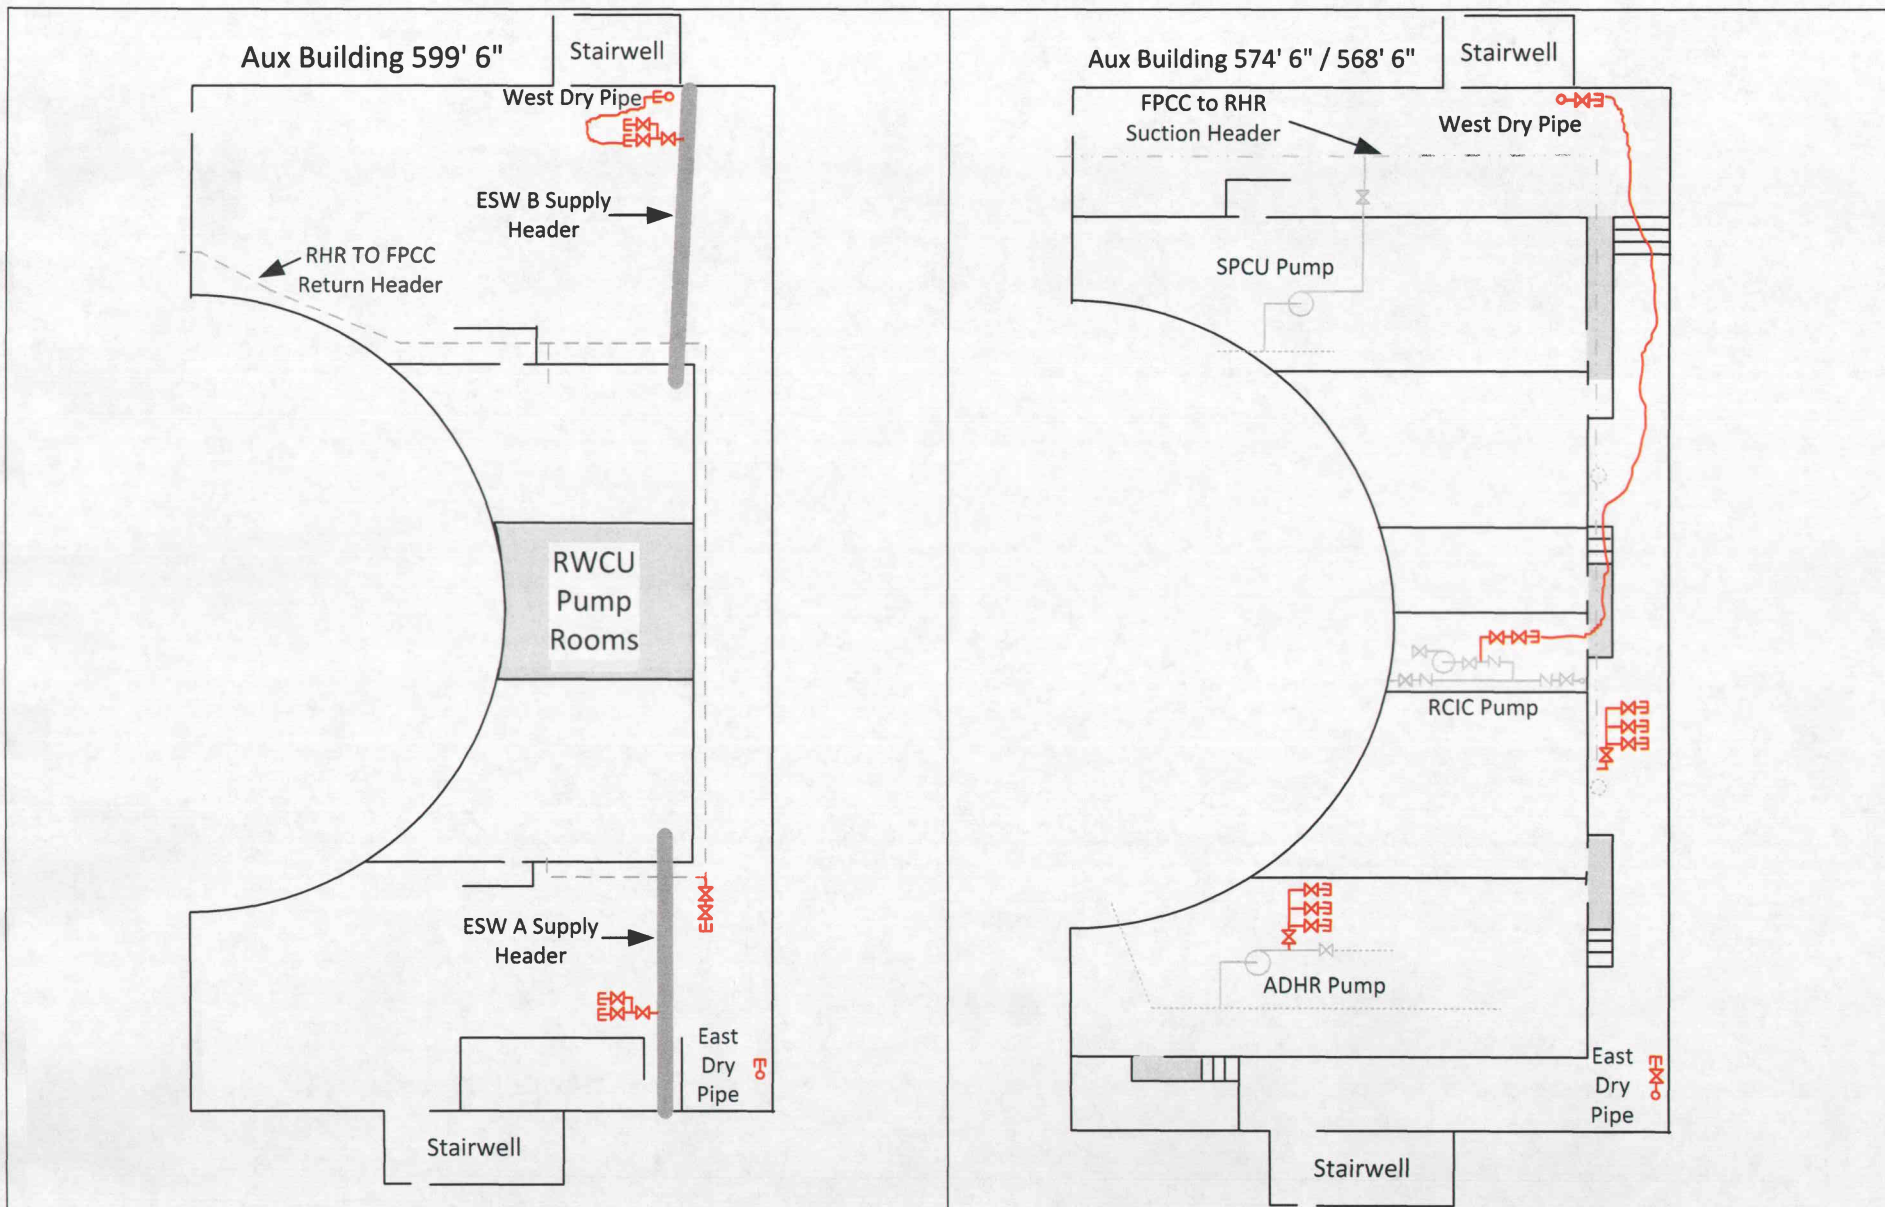 Aux Building 599' 6"
Stairwell
West Dry Pipe
ESW B Supply
Header
RHR TO FPCC
Return Header
RWCU
Pump
Rooms
ESW A Supply
Header
East
Dry
Pipe
Stairwell
Aux Building 574' 6" / 568' 6"
Stairwell
FPCC to RHR
Suction Header
West Dry Pipe
SPCU Pump
RCIC Pump
ADHR Pump
East
Dry
Pipe
Stairwell